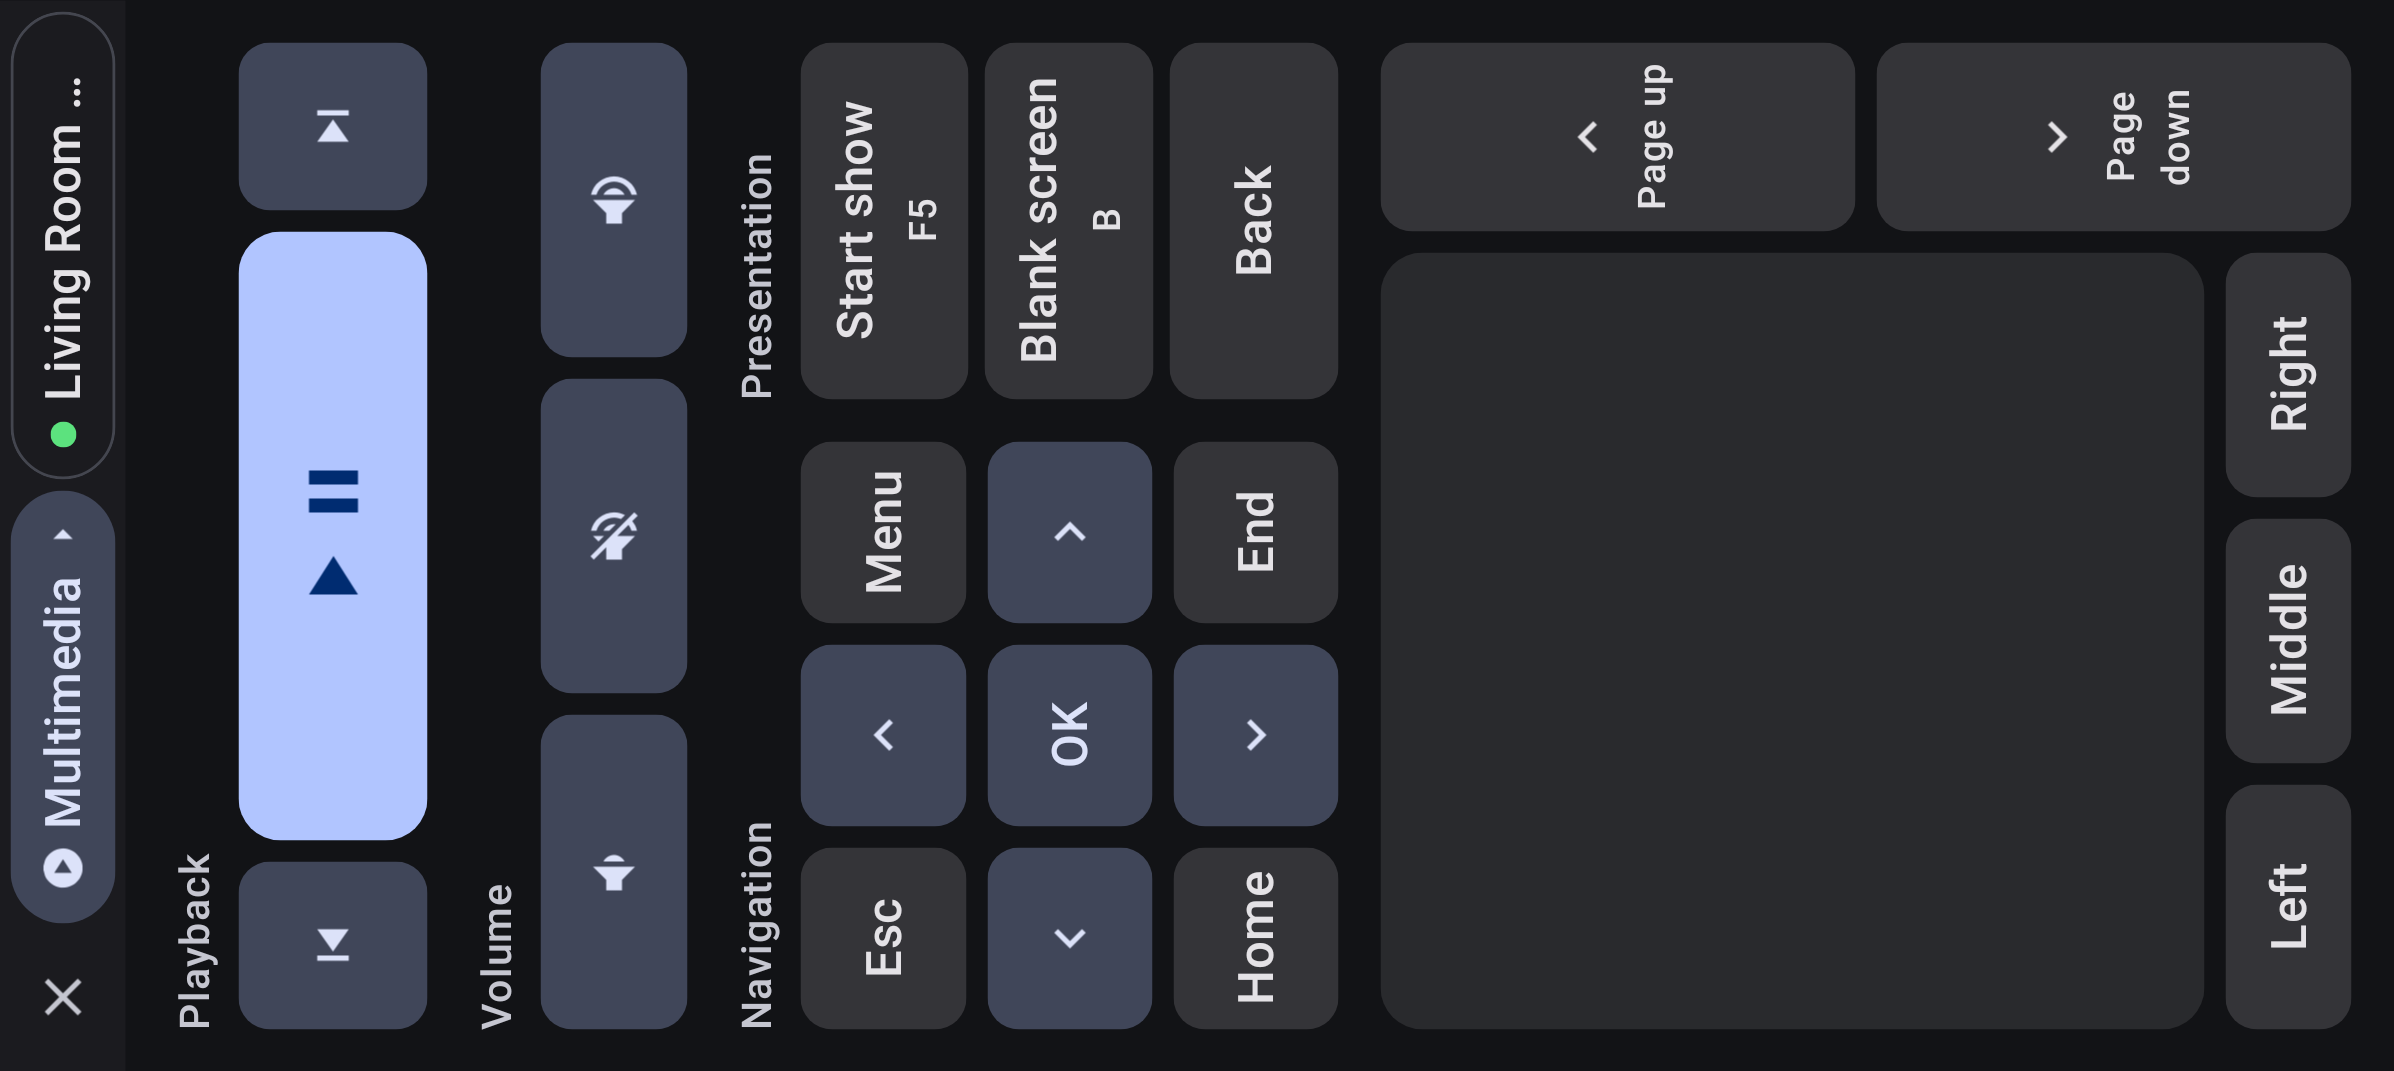 Multimedia
Living Room ...
Playback
Volume
Navigation
Presentation
Esc
Menu
Start show
F5
OK
Blank screen
B
Home
End
Back
Page up
Page
down
Left
Middle
Right